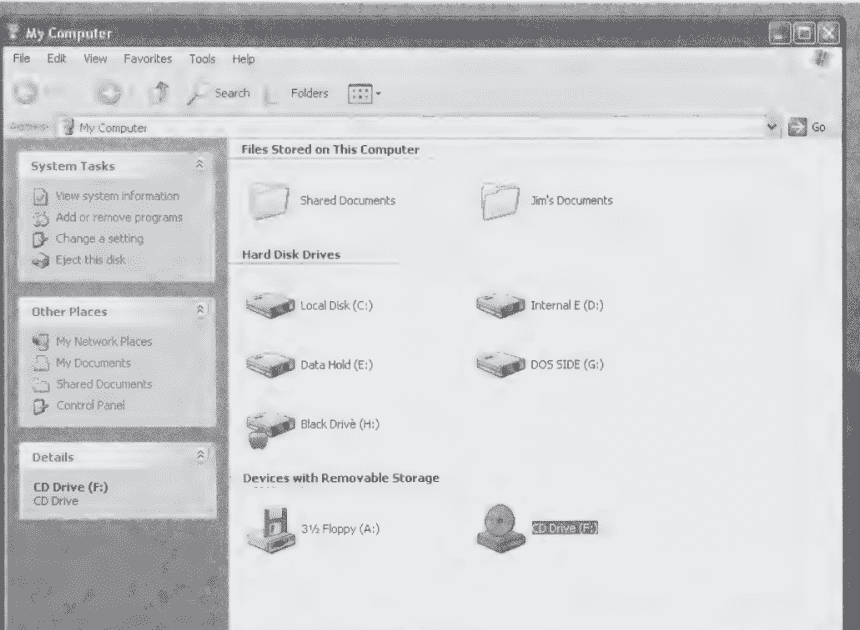 My Computer
File Edit View Favorites Tools Help
Search Folders
Address My Computer Go
System Tasks
View system information
Add or remove programs
Change a setting
Eject this disk
Other Places
My Network Places
My Documents
Shared Documents
Control Panel
Details
CD Drive (F:)
CD Drive
Files Stored on This Computer
Shared Documents Jim's Documents
Hard Disk Drives
Local Disk (C:) Internal E (D:)
Data Hold (E:) DOS SIDE (G:)
Black Drive (H:)
Devices with Removable Storage
3½ Floppy (A:) CD Drive (F:)